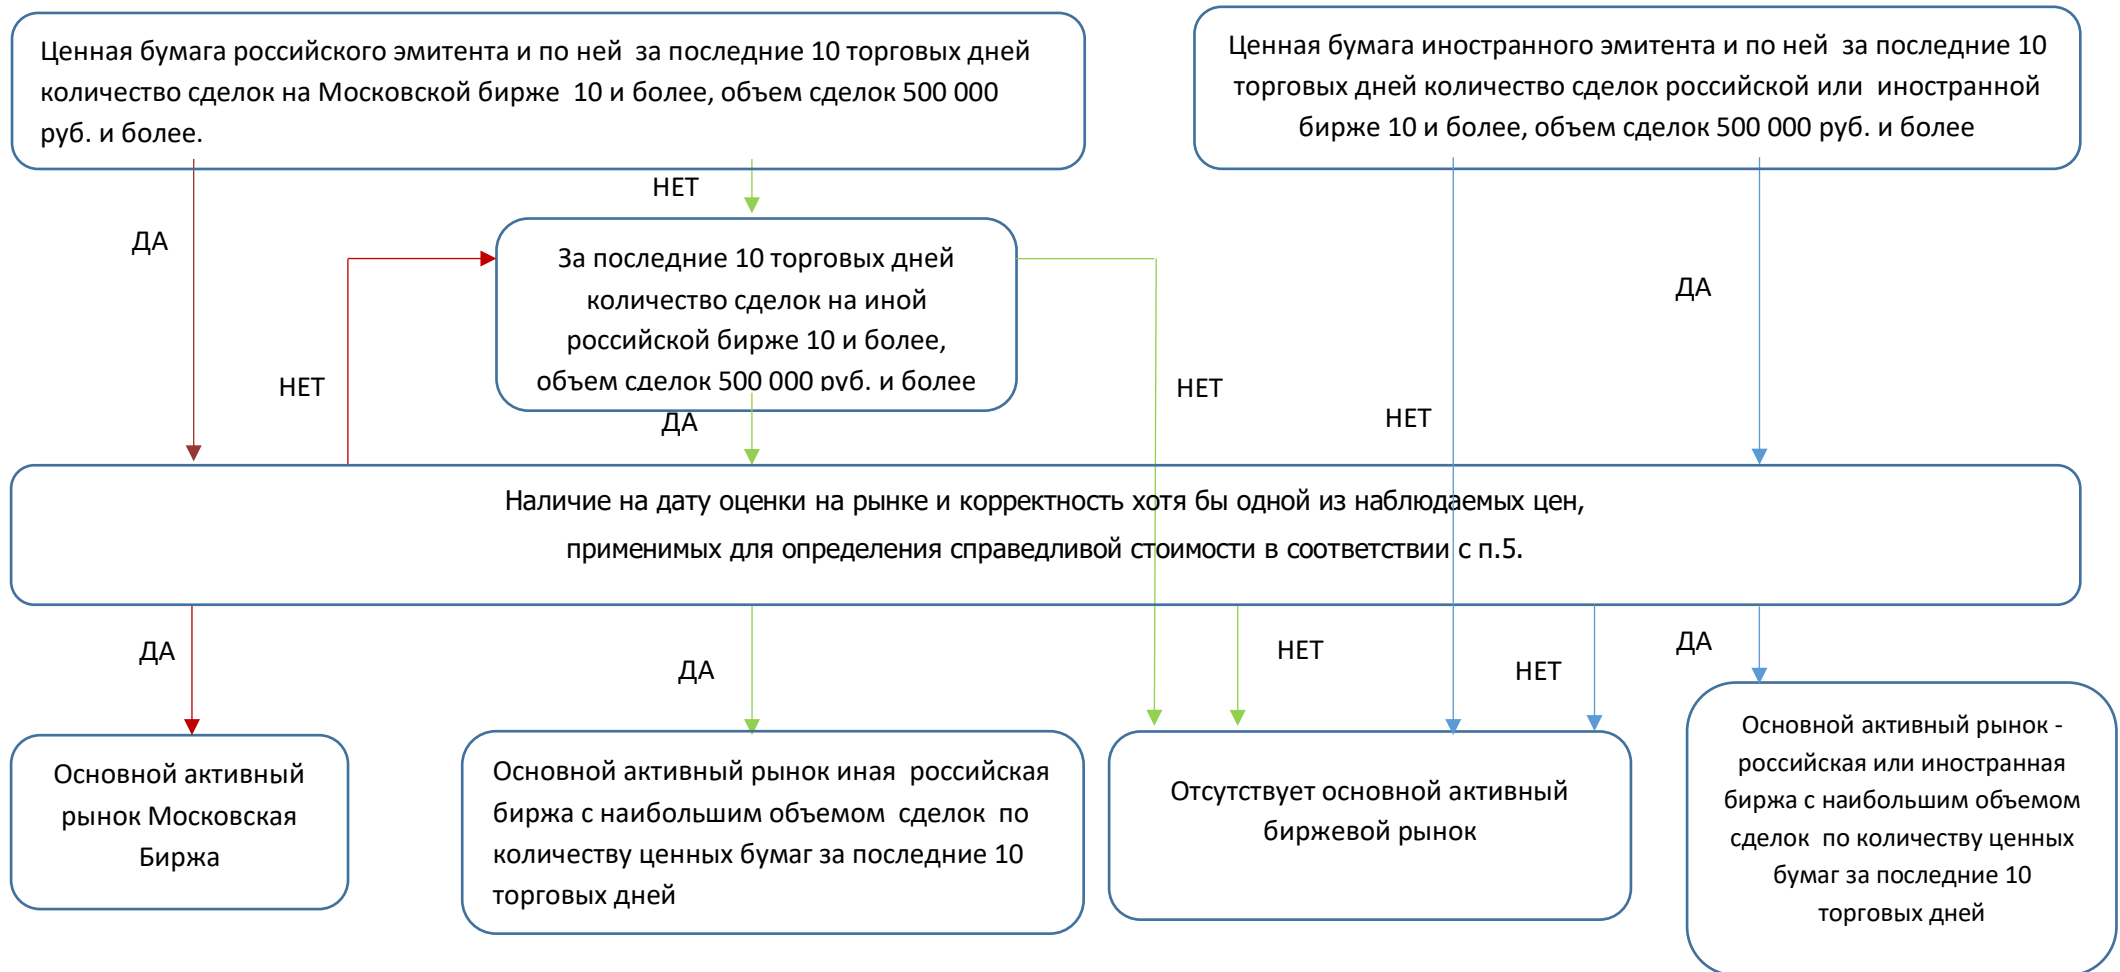 Ценная бумага российского эмитента и по ней за последние 10 торговых дней
количество сделок на Московской бирже 10 и более, объем сделок 500 000
руб. и более.
Ценная бумага иностранного эмитента и по ней за последние 10
торговых дней количество сделок российской или иностранной
бирже 10 и более, объем сделок 500 000 руб. и более
НЕТ
ДА
За последние 10 торговых дней
количество сделок на иной
российской бирже 10 и более,
объем сделок 500 000 руб. и более
ДА
НЕТ
НЕТ
НЕТ
ДА
Наличие на дату оценки на рынке и корректность хотя бы одной из наблюдаемых цен,
применимых для определения справедливой стоимости в соответствии с п.5.
ДА
ДА
НЕТ
НЕТ
ДА
Основной активный
рынок Московская
Биржа
Основной активный рынок иная российская
биржа с наибольшим объемом сделок по
количеству ценных бумаг за последние 10
торговых дней
Отсутствует основной активный
биржевой рынок
Основной активный рынок -
российская или иностранная
биржа с наибольшим объемом
сделок по количеству ценных
бумаг за последние 10
торговых дней